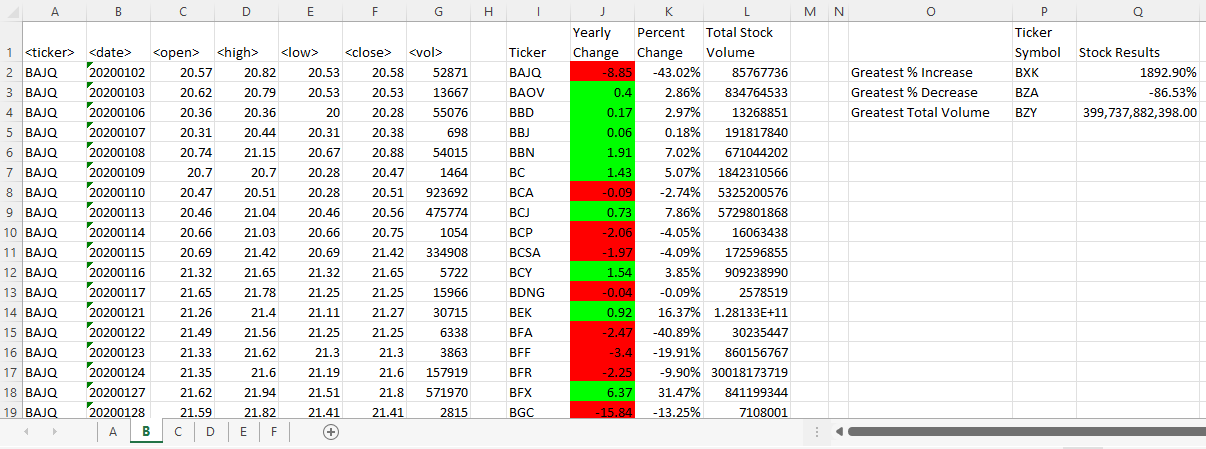 A B C D E F G H I J K L M N O P Q
Yearly Percent Total Stock Ticker
1 <ticker> <date> <open> <high> <low> <close> <vol> Ticker Change Change Volume Symbol Stock Results
2 BAJQ 20200102 20.57 20.82 20.53 20.58 52871 BAJQ -8.85 -43.02% 85767736 Greatest % Increase BXK 1892.90%
3 BAJQ 20200103 20.62 20.79 20.53 20.53 13667 BAOV 0.4 2.86% 834764533 Greatest % Decrease BZA -86.53%
4 BAJQ 20200106 20.36 20.36 20 20.28 55076 BBD 0.17 2.97% 13268851 Greatest Total Volume BZY 399,737,882,398.00
5 BAJQ 20200107 20.31 20.44 20.31 20.38 698 BBJ 0.06 0.18% 191817840
6 BAJQ 20200108 20.74 21.15 20.67 20.88 54015 BBN 1.91 7.02% 671044202
7 BAJQ 20200109 20.7 20.7 20.28 20.47 1464 BC 1.43 5.07% 1842310566
8 BAJQ 20200110 20.47 20.51 20.28 20.51 923692 BCA -0.09 -2.74% 5325200576
9 BAJQ 20200113 20.46 21.04 20.46 20.56 475774 BCJ 0.73 7.86% 5729801868
10 BAJQ 20200114 20.66 21.03 20.66 20.75 1054 BCP -2.06 -4.05% 16063438
11 BAJQ 20200115 20.69 21.42 20.69 21.42 334908 BCSA -1.97 -4.09% 172596855
12 BAJQ 20200116 21.32 21.65 21.32 21.65 5722 BCY 1.54 3.85% 909238990
13 BAJQ 20200117 21.65 21.78 21.25 21.25 15966 BDNG -0.04 -0.09% 2578519
14 BAJQ 20200121 21.26 21.4 21.11 21.27 30715 BEK 0.92 16.37% 1.28133E+11
15 BAJQ 20200122 21.49 21.56 21.25 21.25 6338 BFA -2.47 -40.89% 30235447
16 BAJQ 20200123 21.33 21.62 21.3 21.3 3863 BFF -3.4 -19.91% 860156767
17 BAJQ 20200124 21.35 21.6 21.19 21.6 157919 BFR -2.25 -9.90% 30018173719
18 BAJQ 20200127 21.62 21.94 21.51 21.8 571970 BFX 6.37 31.47% 841199344
19 BAJQ 20200128 21.59 21.82 21.41 21.41 2815 BGC -15.84 -13.25% 7108001
A B C D E F